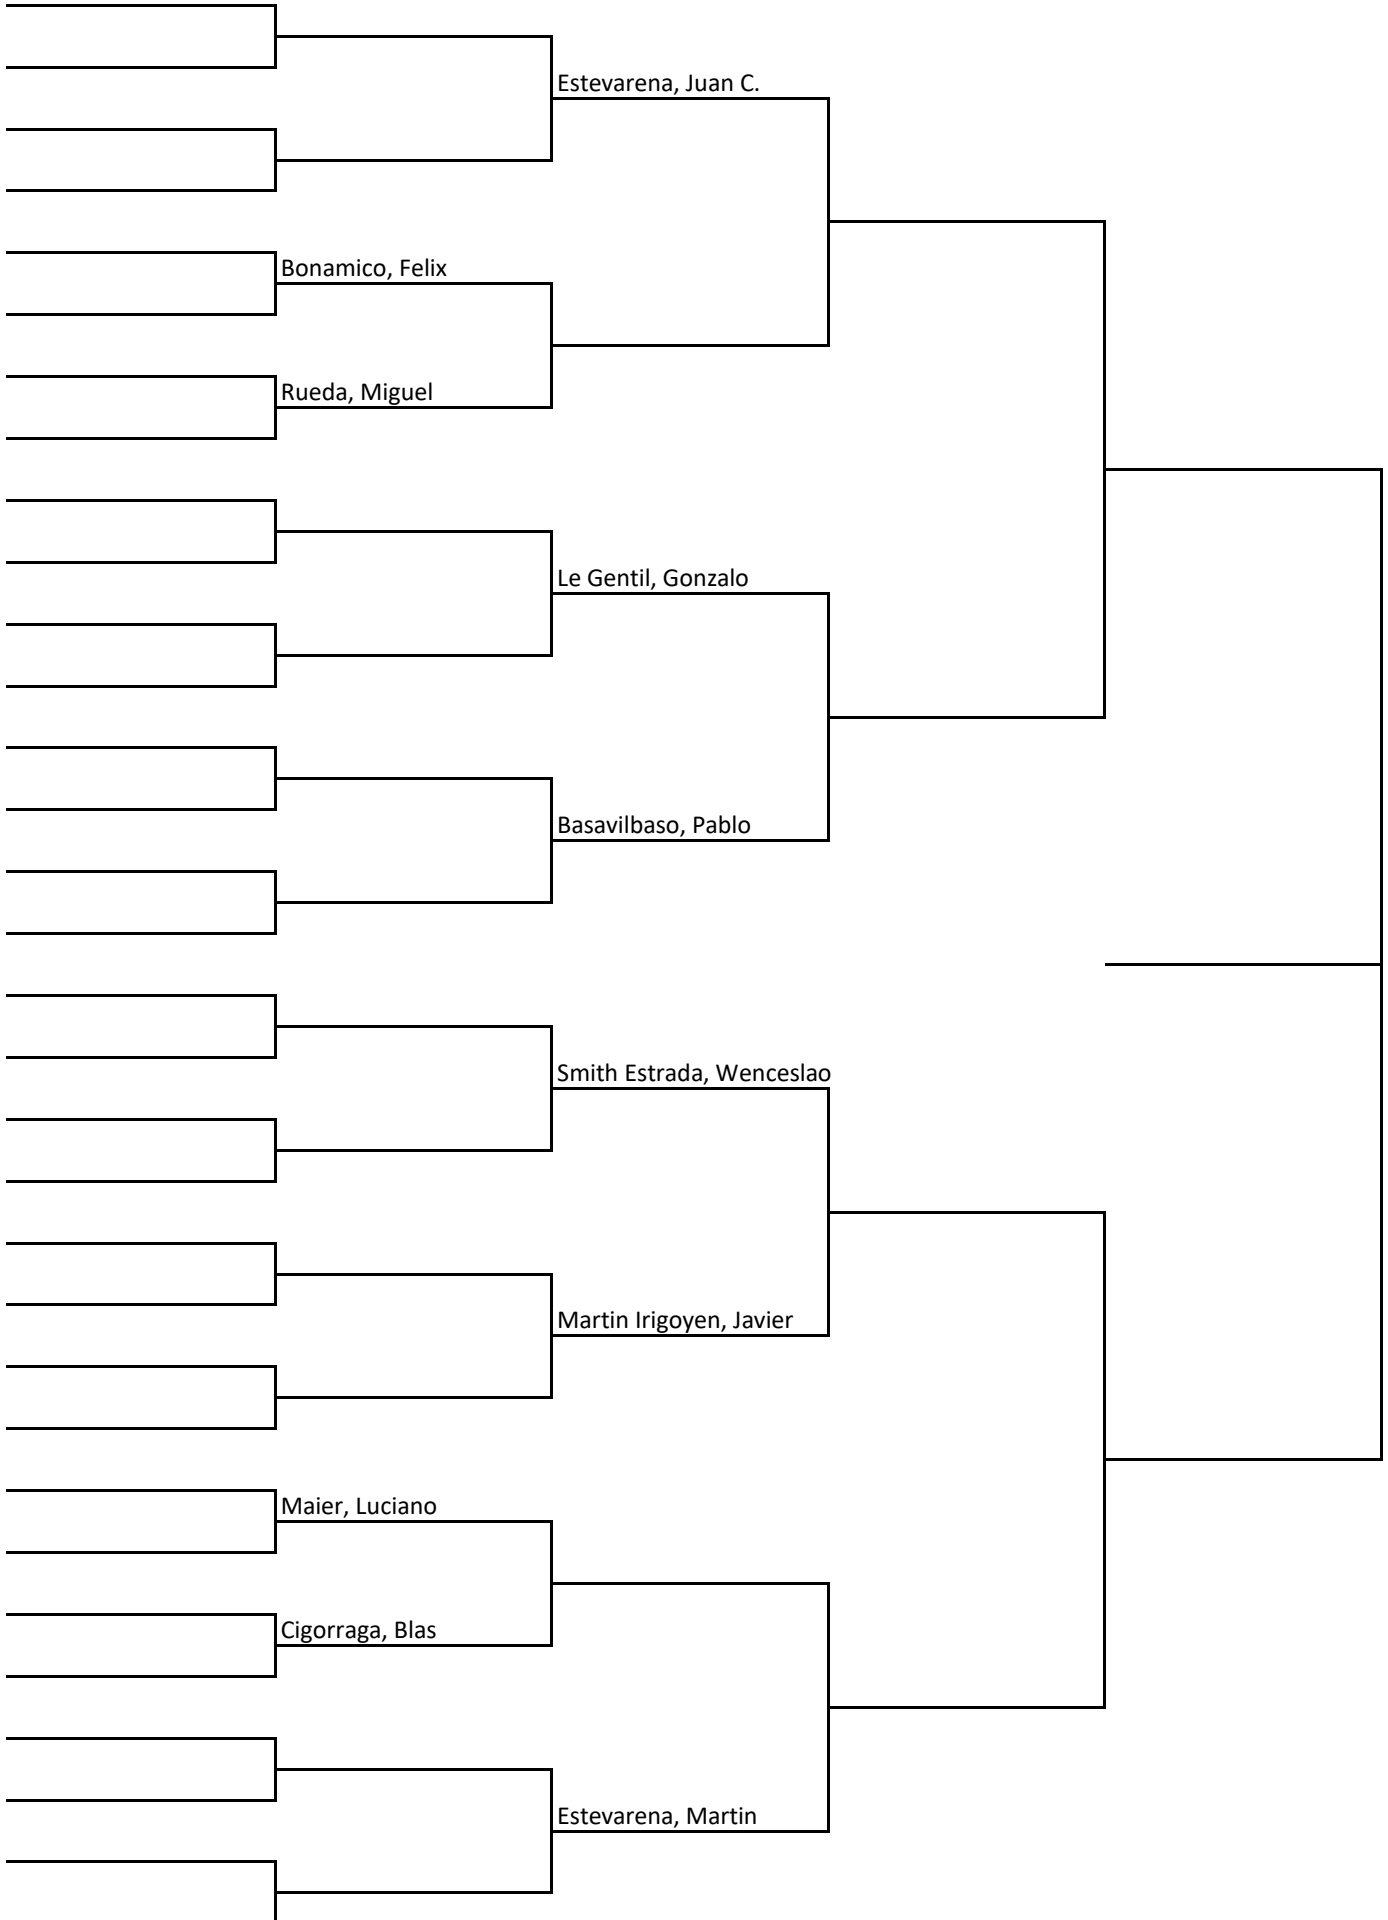 Estevarena, Juan C.
Bonamico, Felix
Rueda, Miguel
Le Gentil, Gonzalo
Basavilbaso, Pablo
Smith Estrada, Wenceslao
Martin Irigoyen, Javier
Maier, Luciano
Cigorraga, Blas
Estevarena, Martin